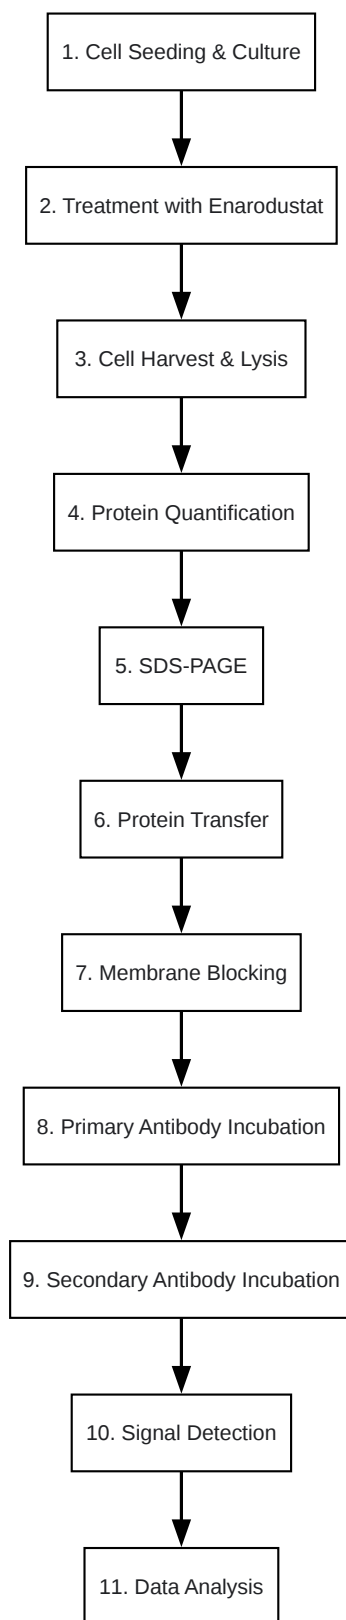 1. Cell Seeding & Culture
2. Treatment with Enarodustat
3. Cell Harvest & Lysis
4. Protein Quantification
5. SDS-PAGE
6. Protein Transfer
7. Membrane Blocking
8. Primary Antibody Incubation
9. Secondary Antibody Incubation
10. Signal Detection
11. Data Analysis